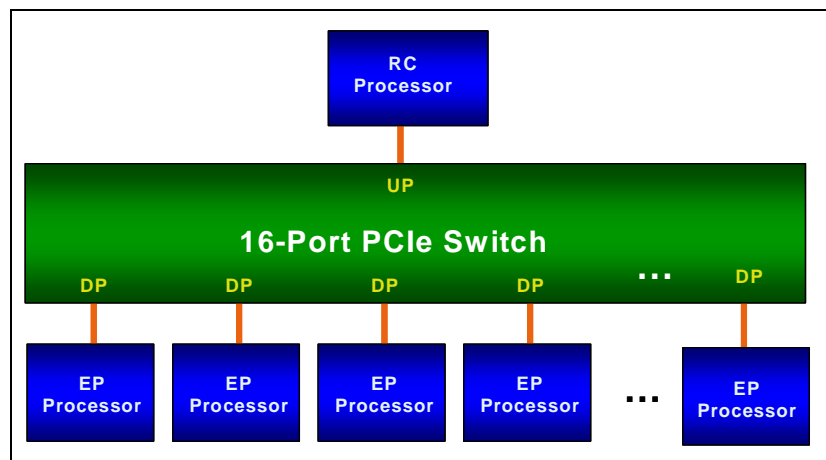 RC
Processor
UP
16-Port PCIe Switch
DP
DP
DP
DP
...
DP
EP
Processor
EP
Processor
EP
Processor
EP
Processor
...
EP
Processor